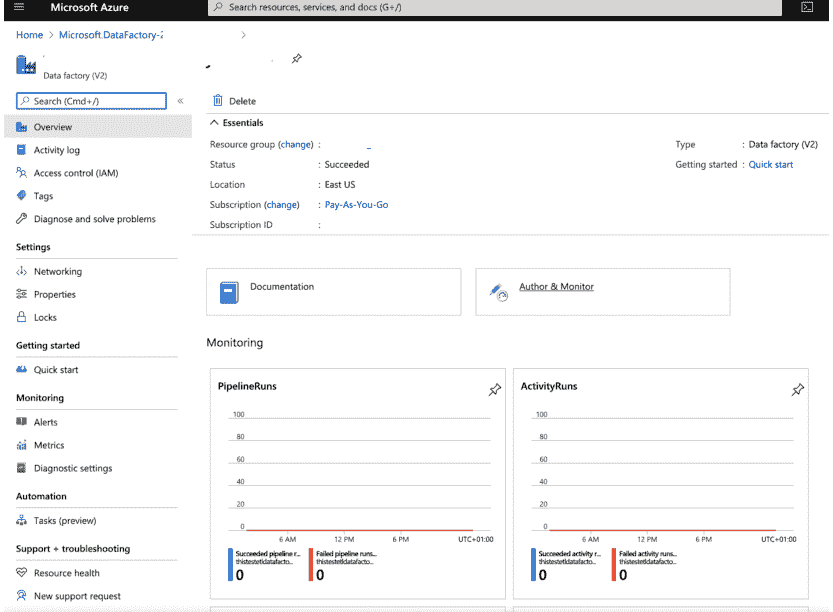 Microsoft Azure
Search resources, services, and docs (G+/)
Home > Microsoft.DataFactory-2 >
Data factory (V2)
Search (Cmd+/) «
Delete
Overview
Activity log
Access control (IAM)
Tags
Diagnose and solve problems
Settings
Networking
Properties
Locks
Getting started
Quick start
Monitoring
Alerts
Metrics
Diagnostic settings
Automation
Tasks (preview)
Support + troubleshooting
Resource health
New support request
Essentials
Resource group (change) :
Status : Succeeded
Location : East US
Subscription (change) : Pay-As-You-Go
Subscription ID :
Type : Data factory (V2)
Getting started : Quick start
Documentation
Author & Monitor
Monitoring
PipelineRuns
100
80
60
40
20
0
6 AM 12 PM 6 PM UTC+01:00
Succeeded pipeline r... Failed pipeline runs...
thistestetldatafacto... thistestetldatafacto...
0 0
ActivityRuns
100
80
60
40
20
0
6 AM 12 PM 6 PM UTC+01:00
Succeeded activity r... Failed activity runs...
thistestetldatafacto... thistestetldatafacto...
0 0